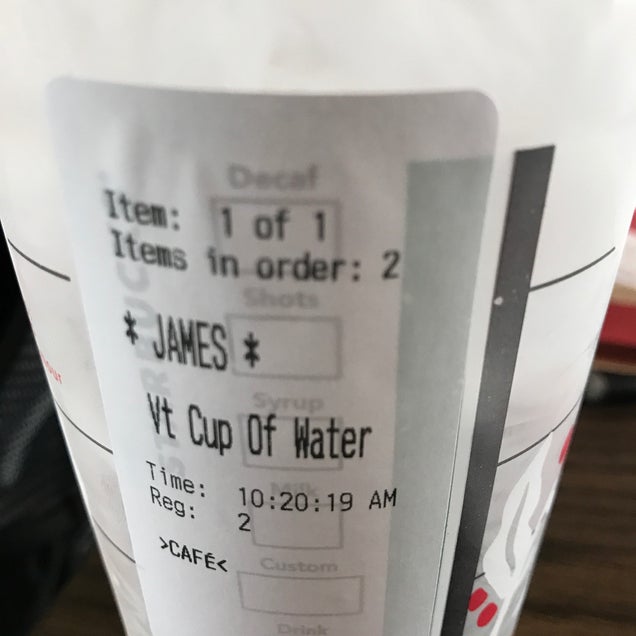 Decaf
Item: 1 of 1
Items in order: 2
Shots
* JAMES *
Syrup
Vt Cup Of Water
Milk
Time: 10:20:19 AM
Reg: 2
>CAFÉ<
Custom
Drink